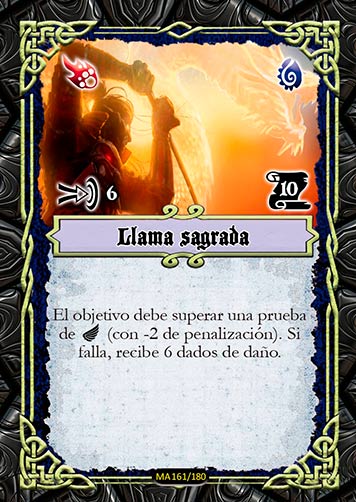 6
10
Llama sagrada
El objetivo debe superar una prueba
de (con -2 de penalización). Si
falla, recibe 6 dados de daño.
MA161/180